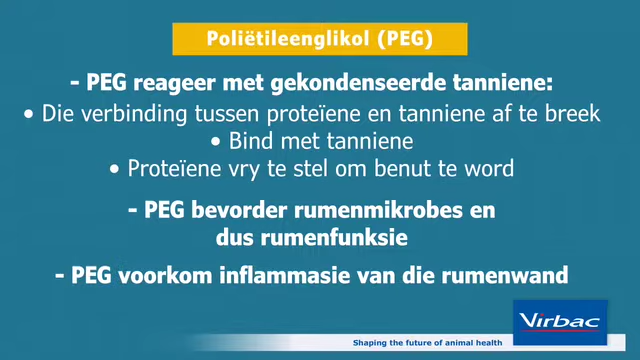 Poliëtileenglikol (PEG)
- PEG reageer met gekondenseerde tanniene:
• Die verbinding tussen proteïene en tanniene af te breek
• Bind met tanniene
• Proteïene vry te stel om benut te word
- PEG bevorder rumenmikrobes en
dus rumenfunksie
- PEG voorkom inflammasie van die rumenwand
Virbac
Shaping the future of animal health